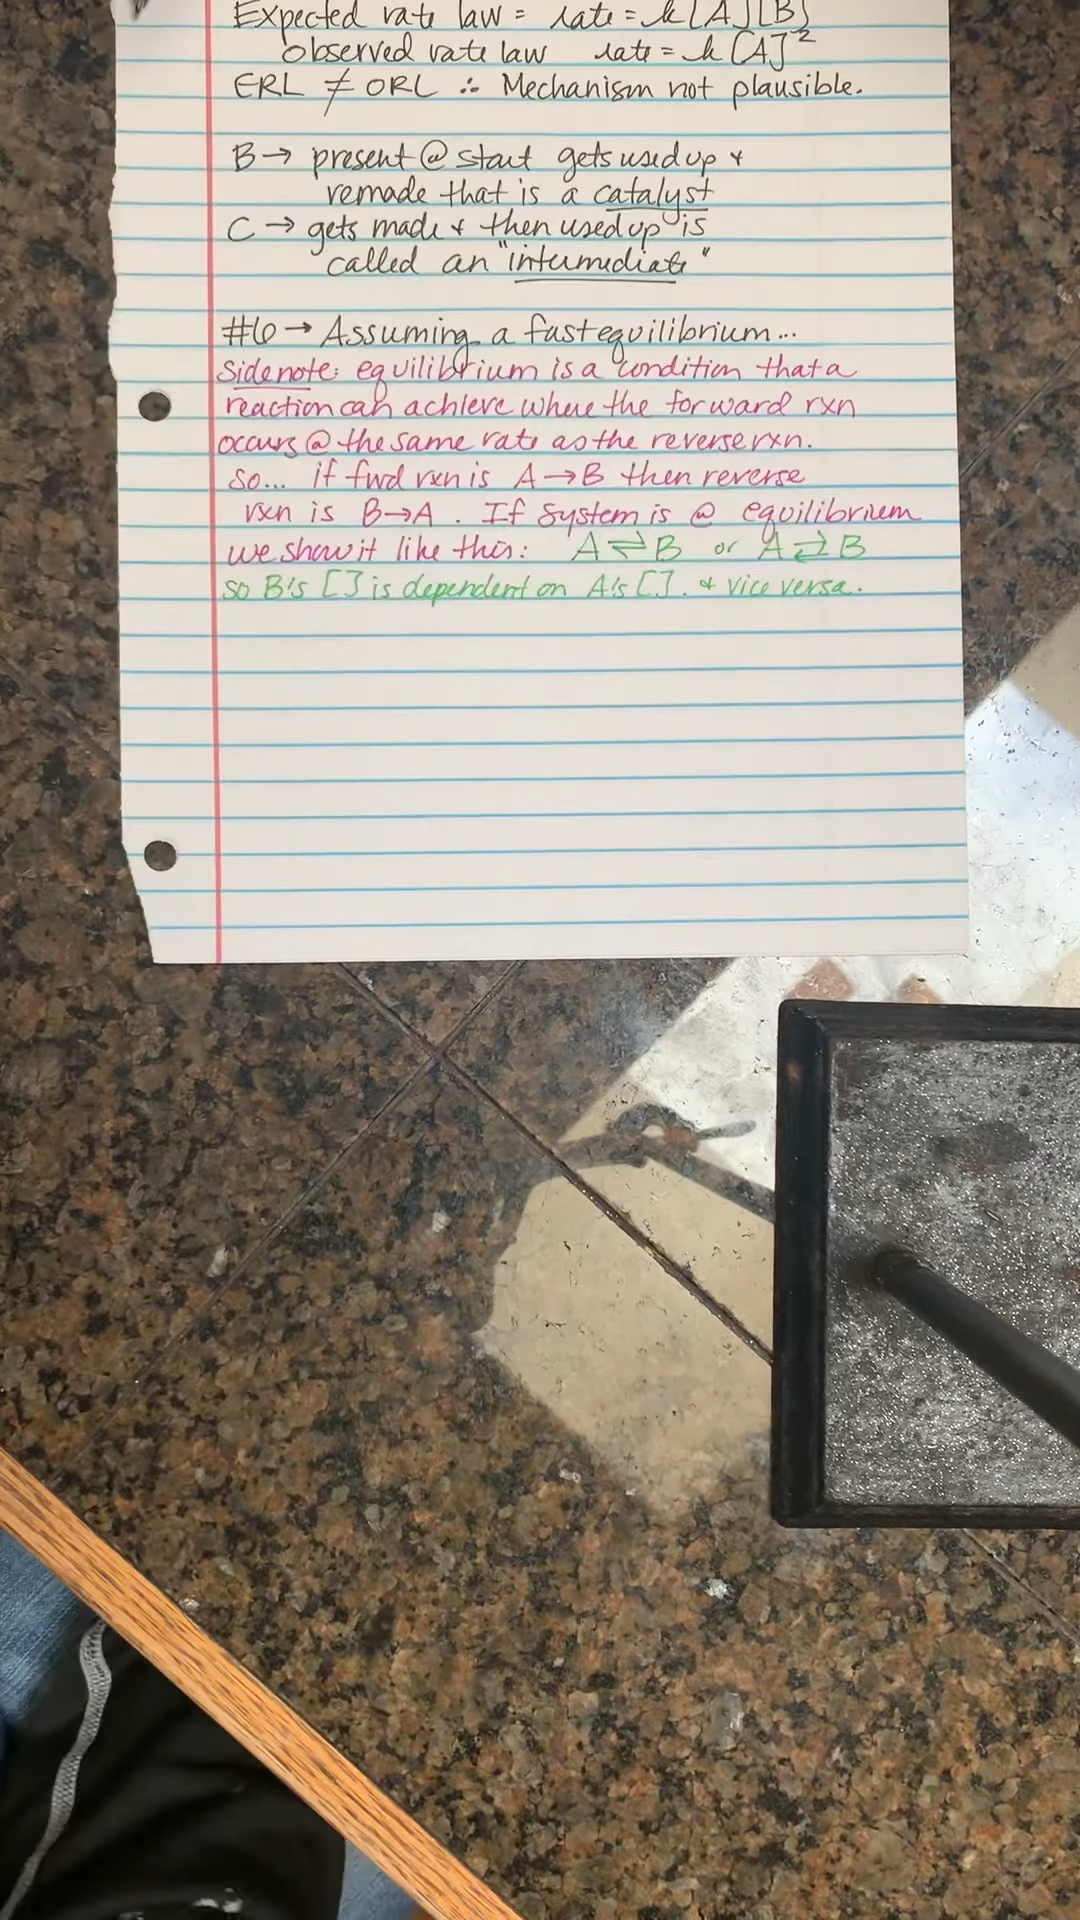 Expected rate law = rate = k[A][B]
Observed rate law rate = k[A]²
ERL ≠ ORL ∴ Mechanism not plausible.
B → present @ start gets used up +
remade that is a catalyst
C → gets made + then used up is
called an "intermediate"
#6 → Assuming a fast equilibrium...
Sidenote: equilibrium is a condition that a
reaction can achieve where the forward rxn
occurs @ the same rate as the reverse rxn.
So... if fwd rxn is A → B then reverse
rxn is B → A. If system is @ equilibrium
we show it like this: A ⇌ B or A ⇄ B
so B's [] is dependent on A's []. + vice versa.